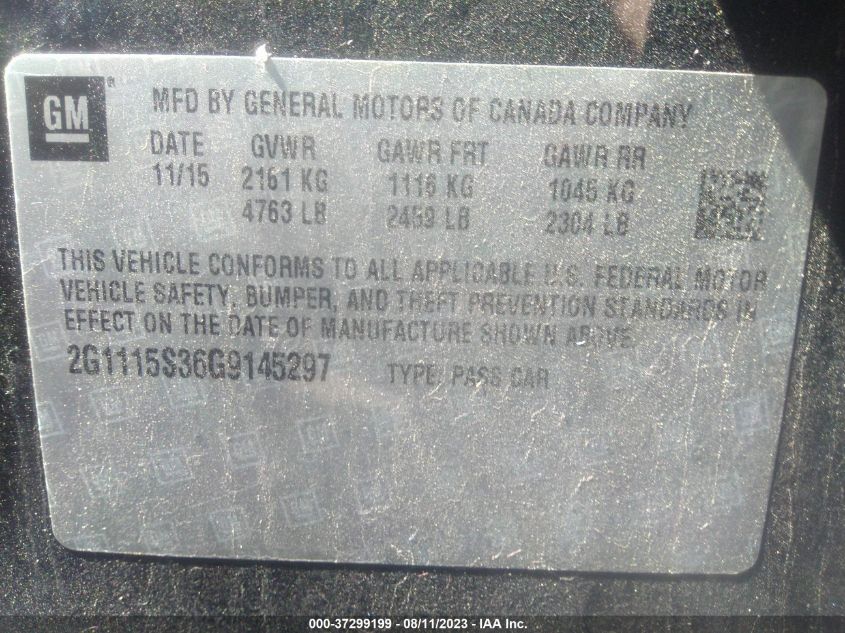 GM®
MFD BY GENERAL MOTORS OF CANADA COMPANY
DATE GVWR GAWR FRT GAWR RR
11/15 2161 KG 1116 KG 1045 KG
4763 LB 2459 LB 2304 LB
THIS VEHICLE CONFORMS TO ALL APPLICABLE U.S. FEDERAL MOTOR
VEHICLE SAFETY, BUMPER, AND THEFT PREVENTION STANDARDS IN
EFFECT ON THE DATE OF MANUFACTURE SHOWN ABOVE.
2G1115S36G9145297 TYPE: PASS CAR
000-37299199 - 08/11/2023 - IAA Inc.